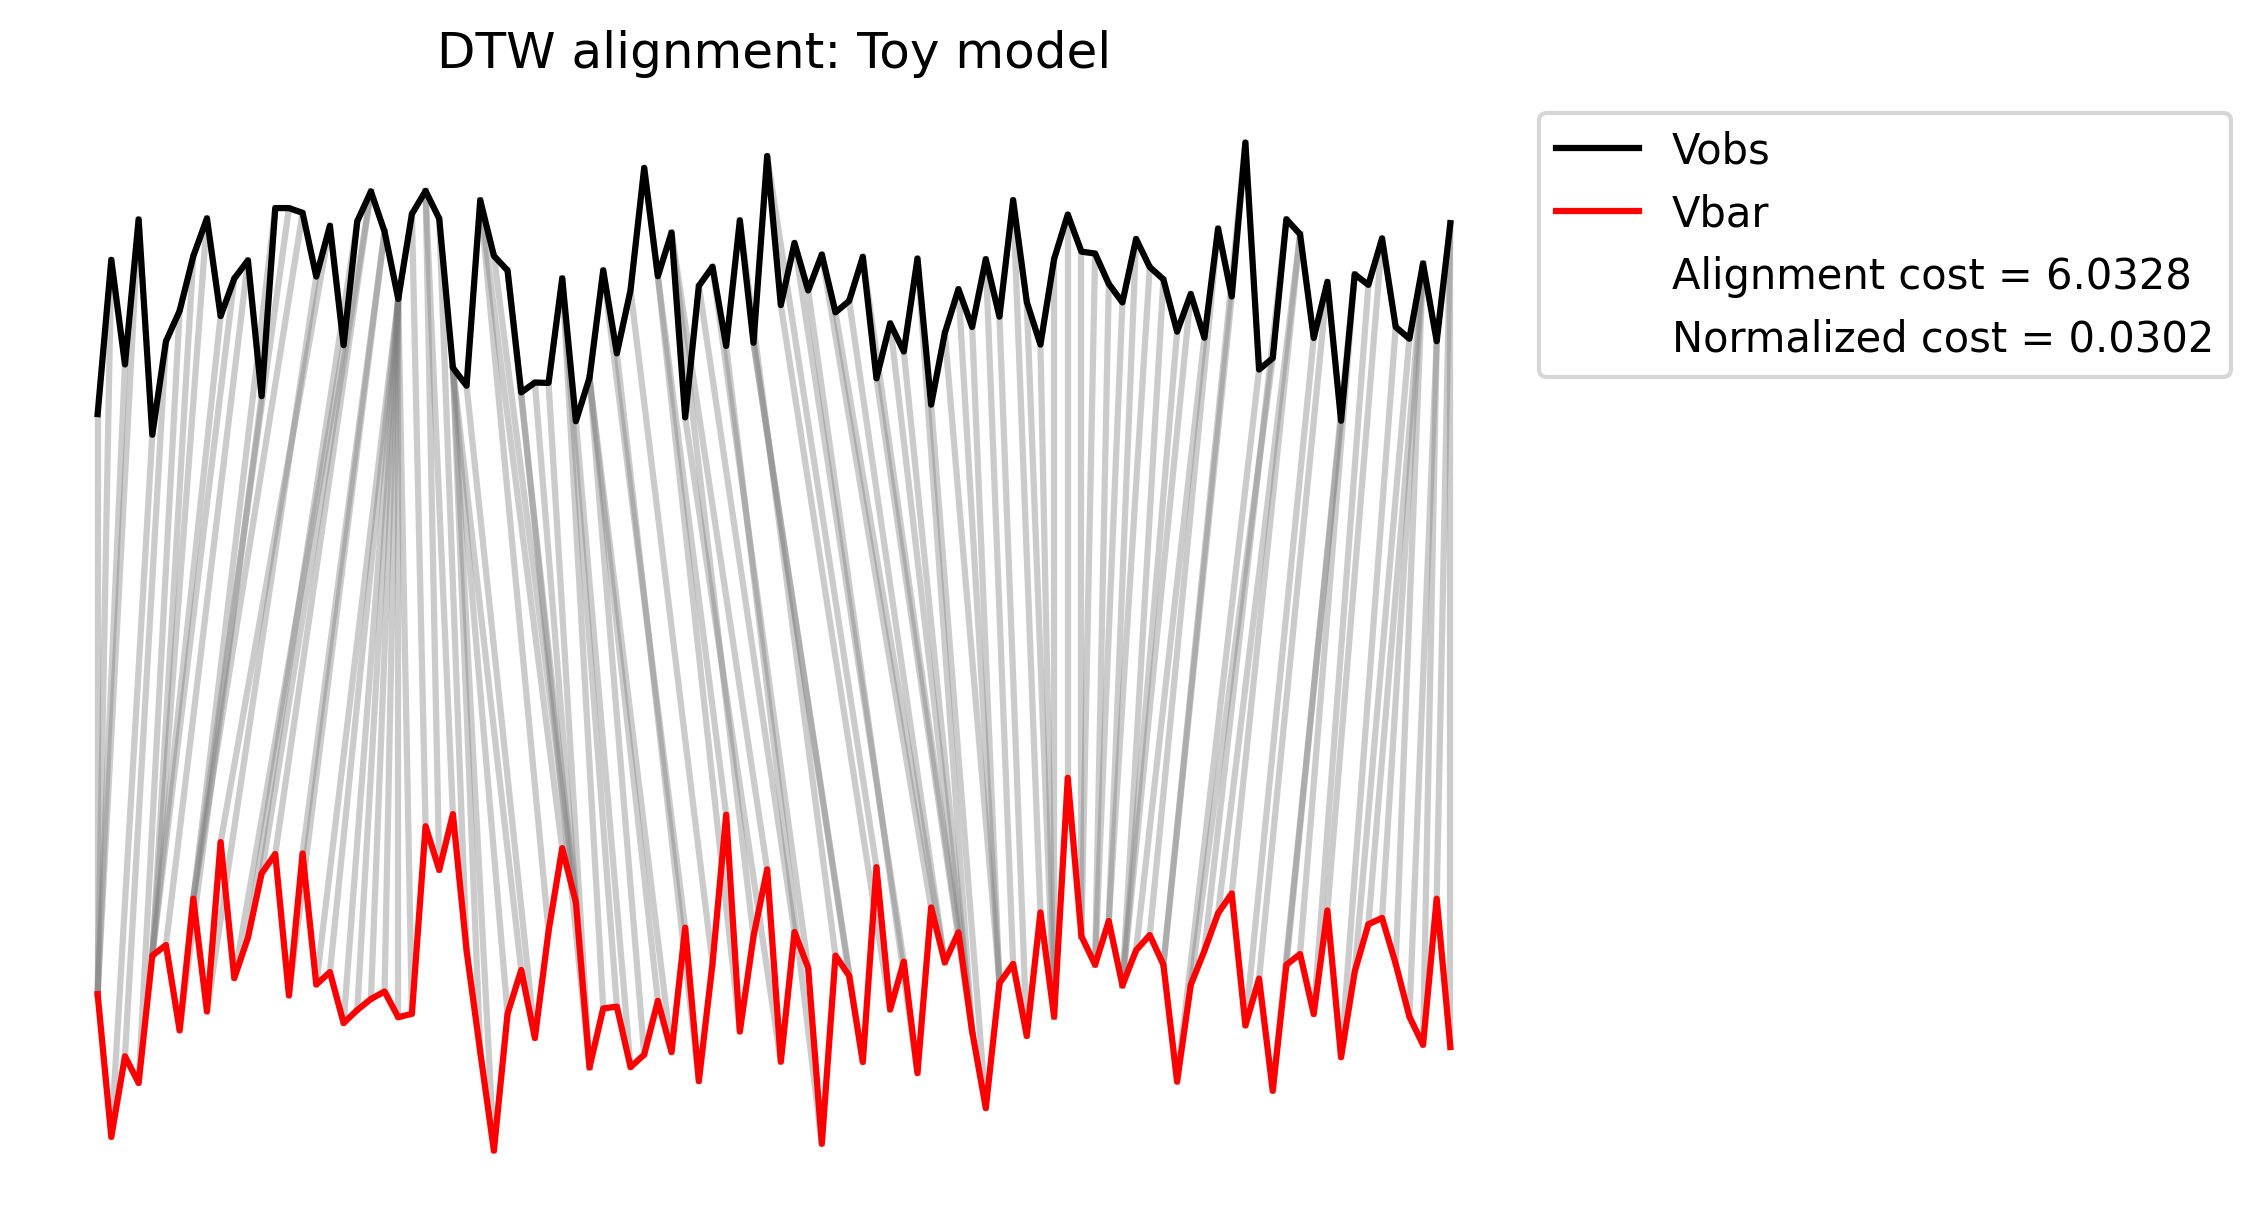 DTW alignment: Toy model
Vobs
Vbar
Alignment cost = 6.0328
Normalized cost = 0.0302